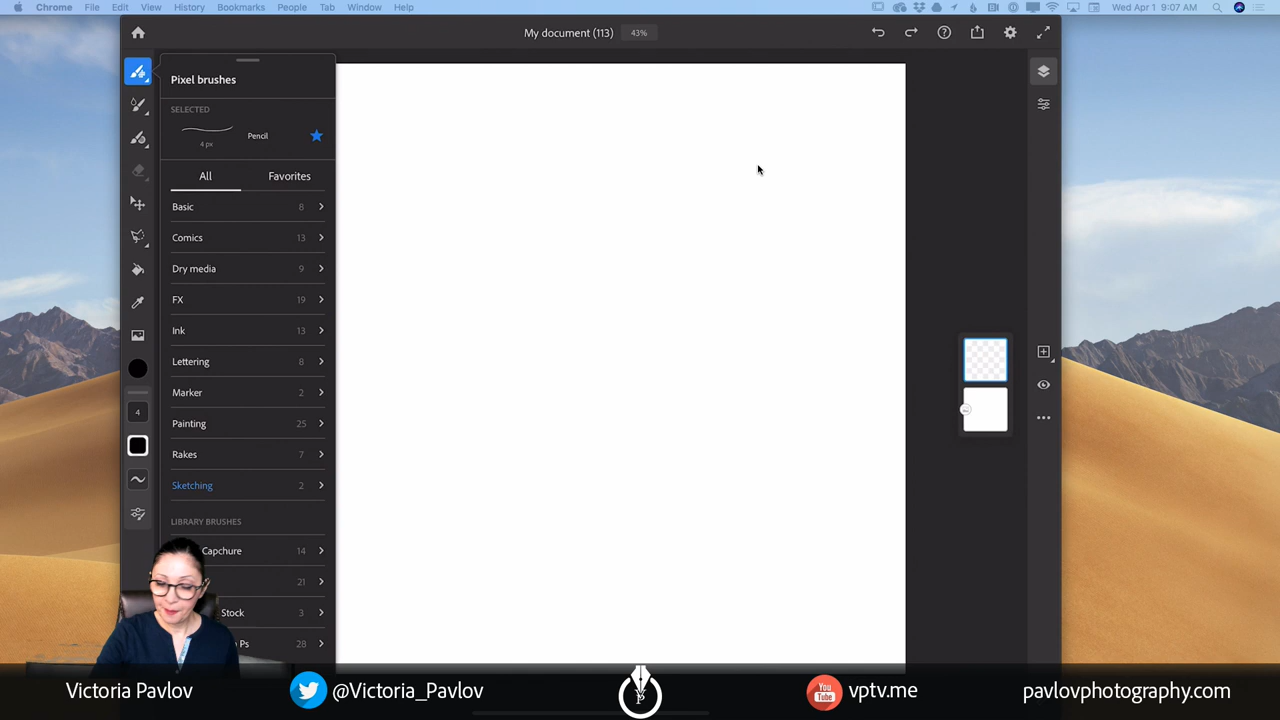 Chrome File Edit View History Bookmarks People Tab Window Help
Wed Apr 1 9:07 AM
My document (113) 43%
Pixel brushes
SELECTED
Pencil
4 px
All Favorites
Basic 8
Comics 13
Dry media 9
FX 19
Ink 13
Lettering 8
Marker 2
4
Painting 25
Rakes 7
Sketching 2
LIBRARY BRUSHES
Capchure 14
21
Stock 3
Ps 28
Victoria Pavlov
@Victoria_Pavlov
You Tube
vptv.me
pavlovphotography.com